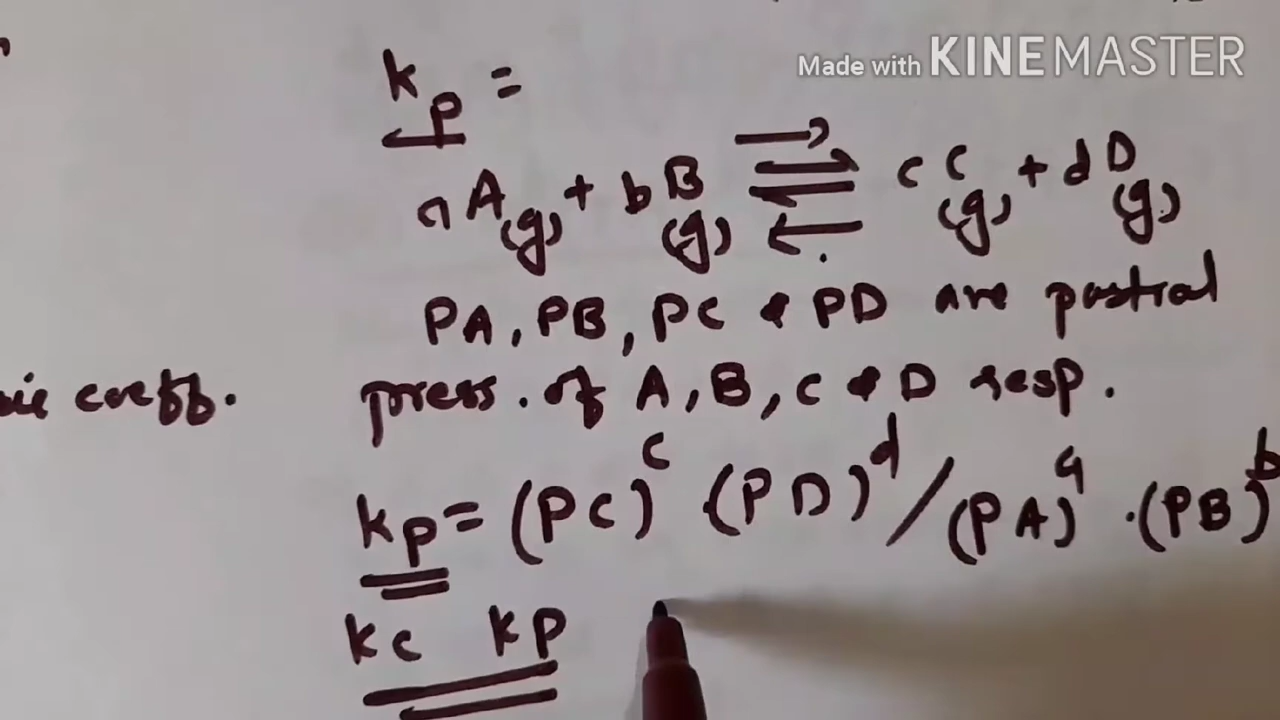 Made with KINEMASTER
kp =
aA(g) + bB(g) ⇌ cC(g) + dD(g)
PA, PB, PC & PD are partial
coeff. press. of A, B, C & D resp.
kp = (PC)^c . (PD)^d / (PA)^a . (PB)^b
kc kp